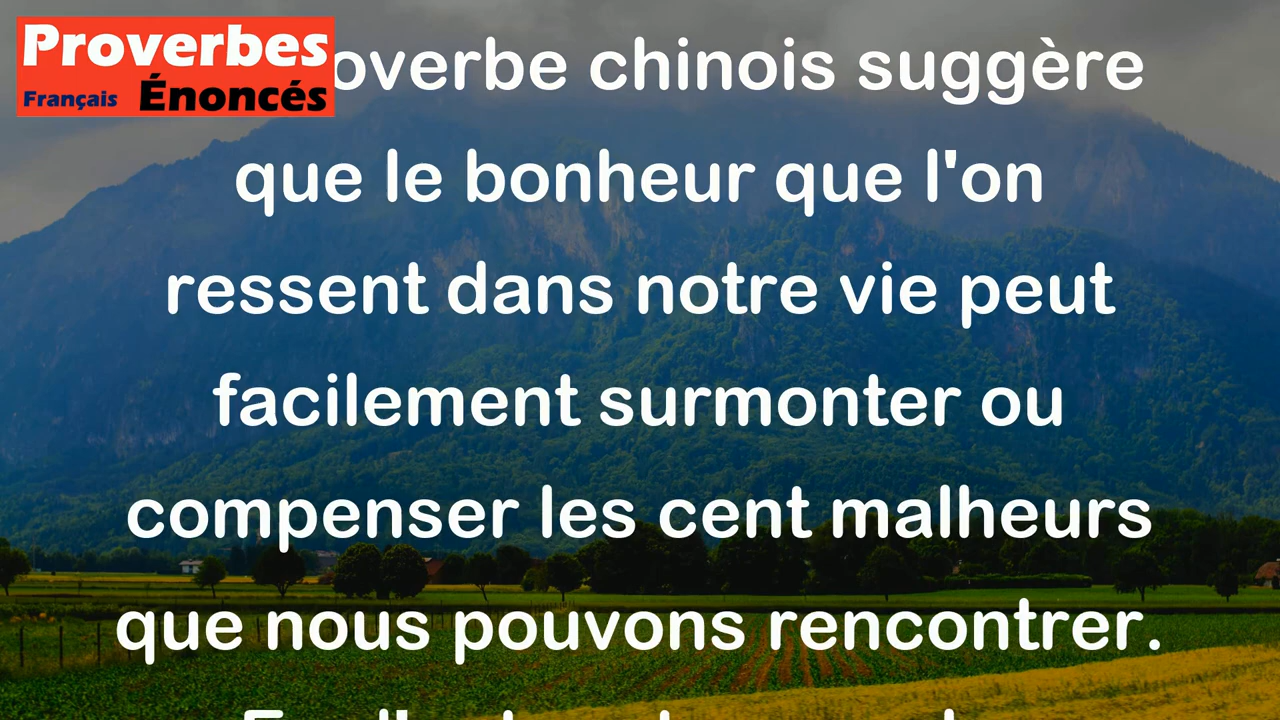 Proverbes
Français Énoncés
overbe chinois suggère
que le bonheur que l'on
ressent dans notre vie peut
facilement surmonter ou
compenser les cent malheurs
que nous pouvons rencontrer.